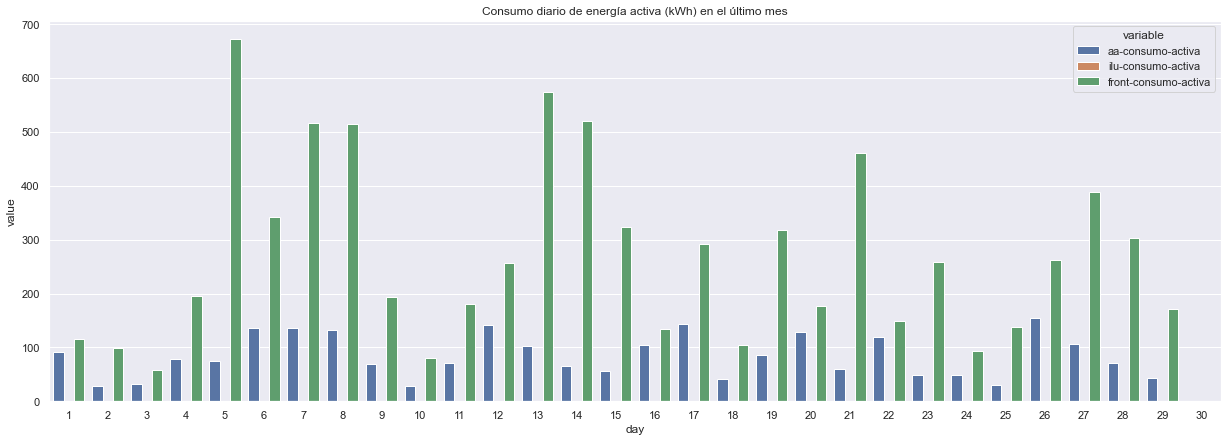 Consumo diario de energía activa (kWh) en el último mes
variable
aa-consumo-activa
ilu-consumo-activa
front-consumo-activa
value
700
600
500
400
300
200
100
0
1 2 3 4 5 6 7 8 9 10 11 12 13 14 15 16 17 18 19 20 21 22 23 24 25 26 27 28 29 30
day